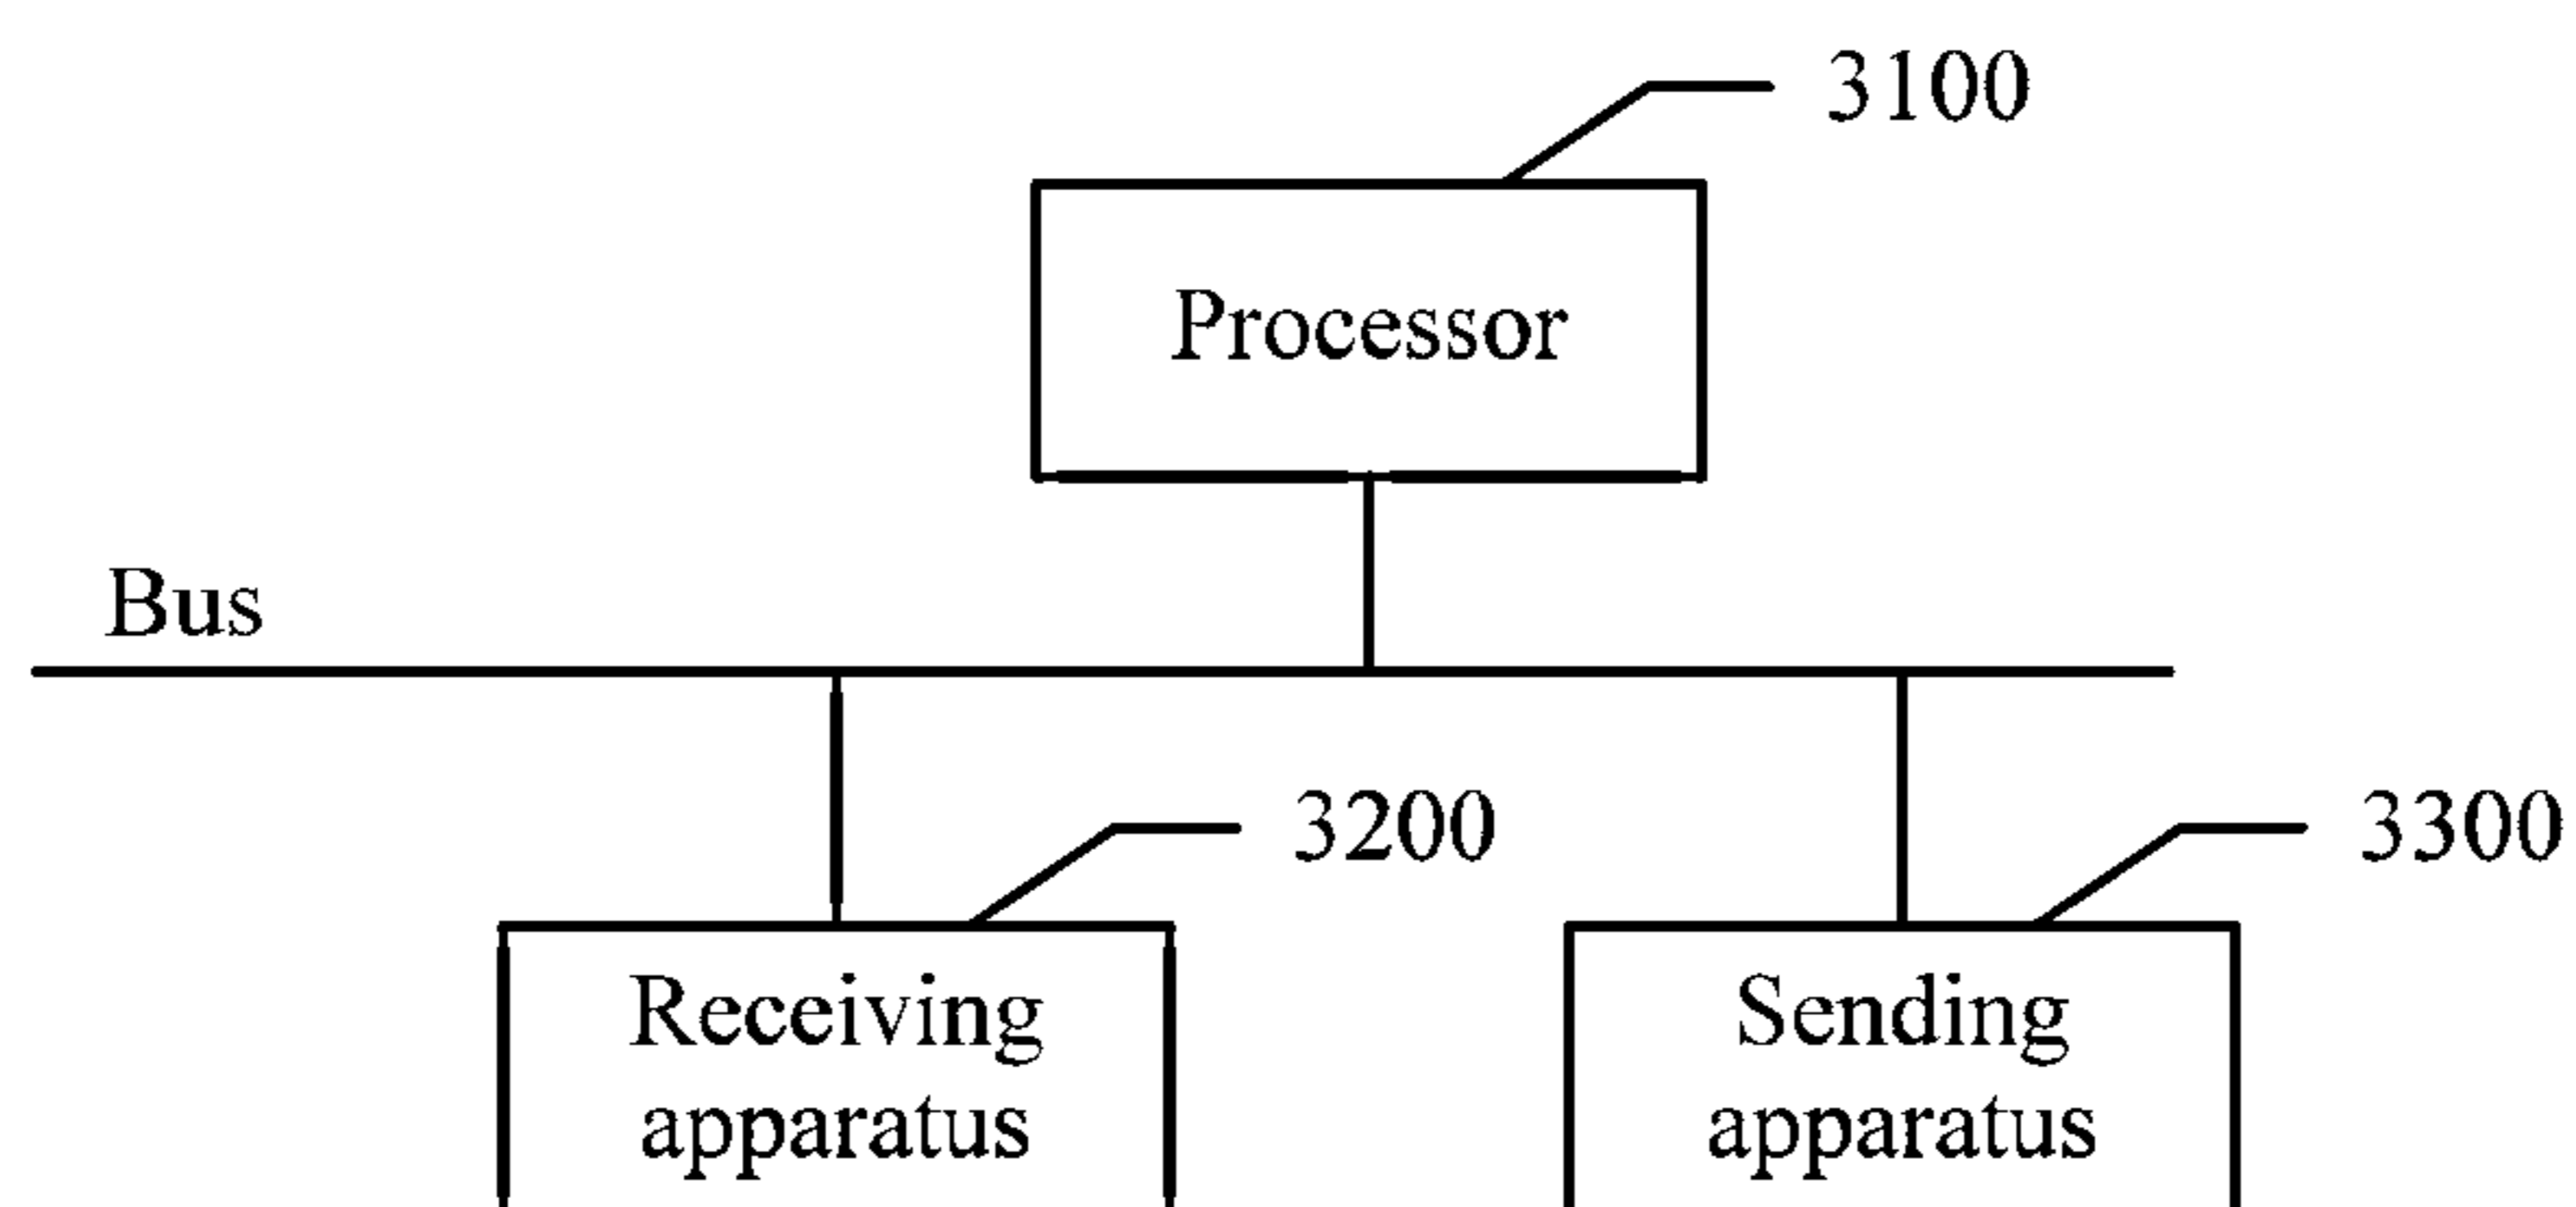 3100
Processor
Bus
3200
3300
Receiving
apparatus
Sending
apparatus